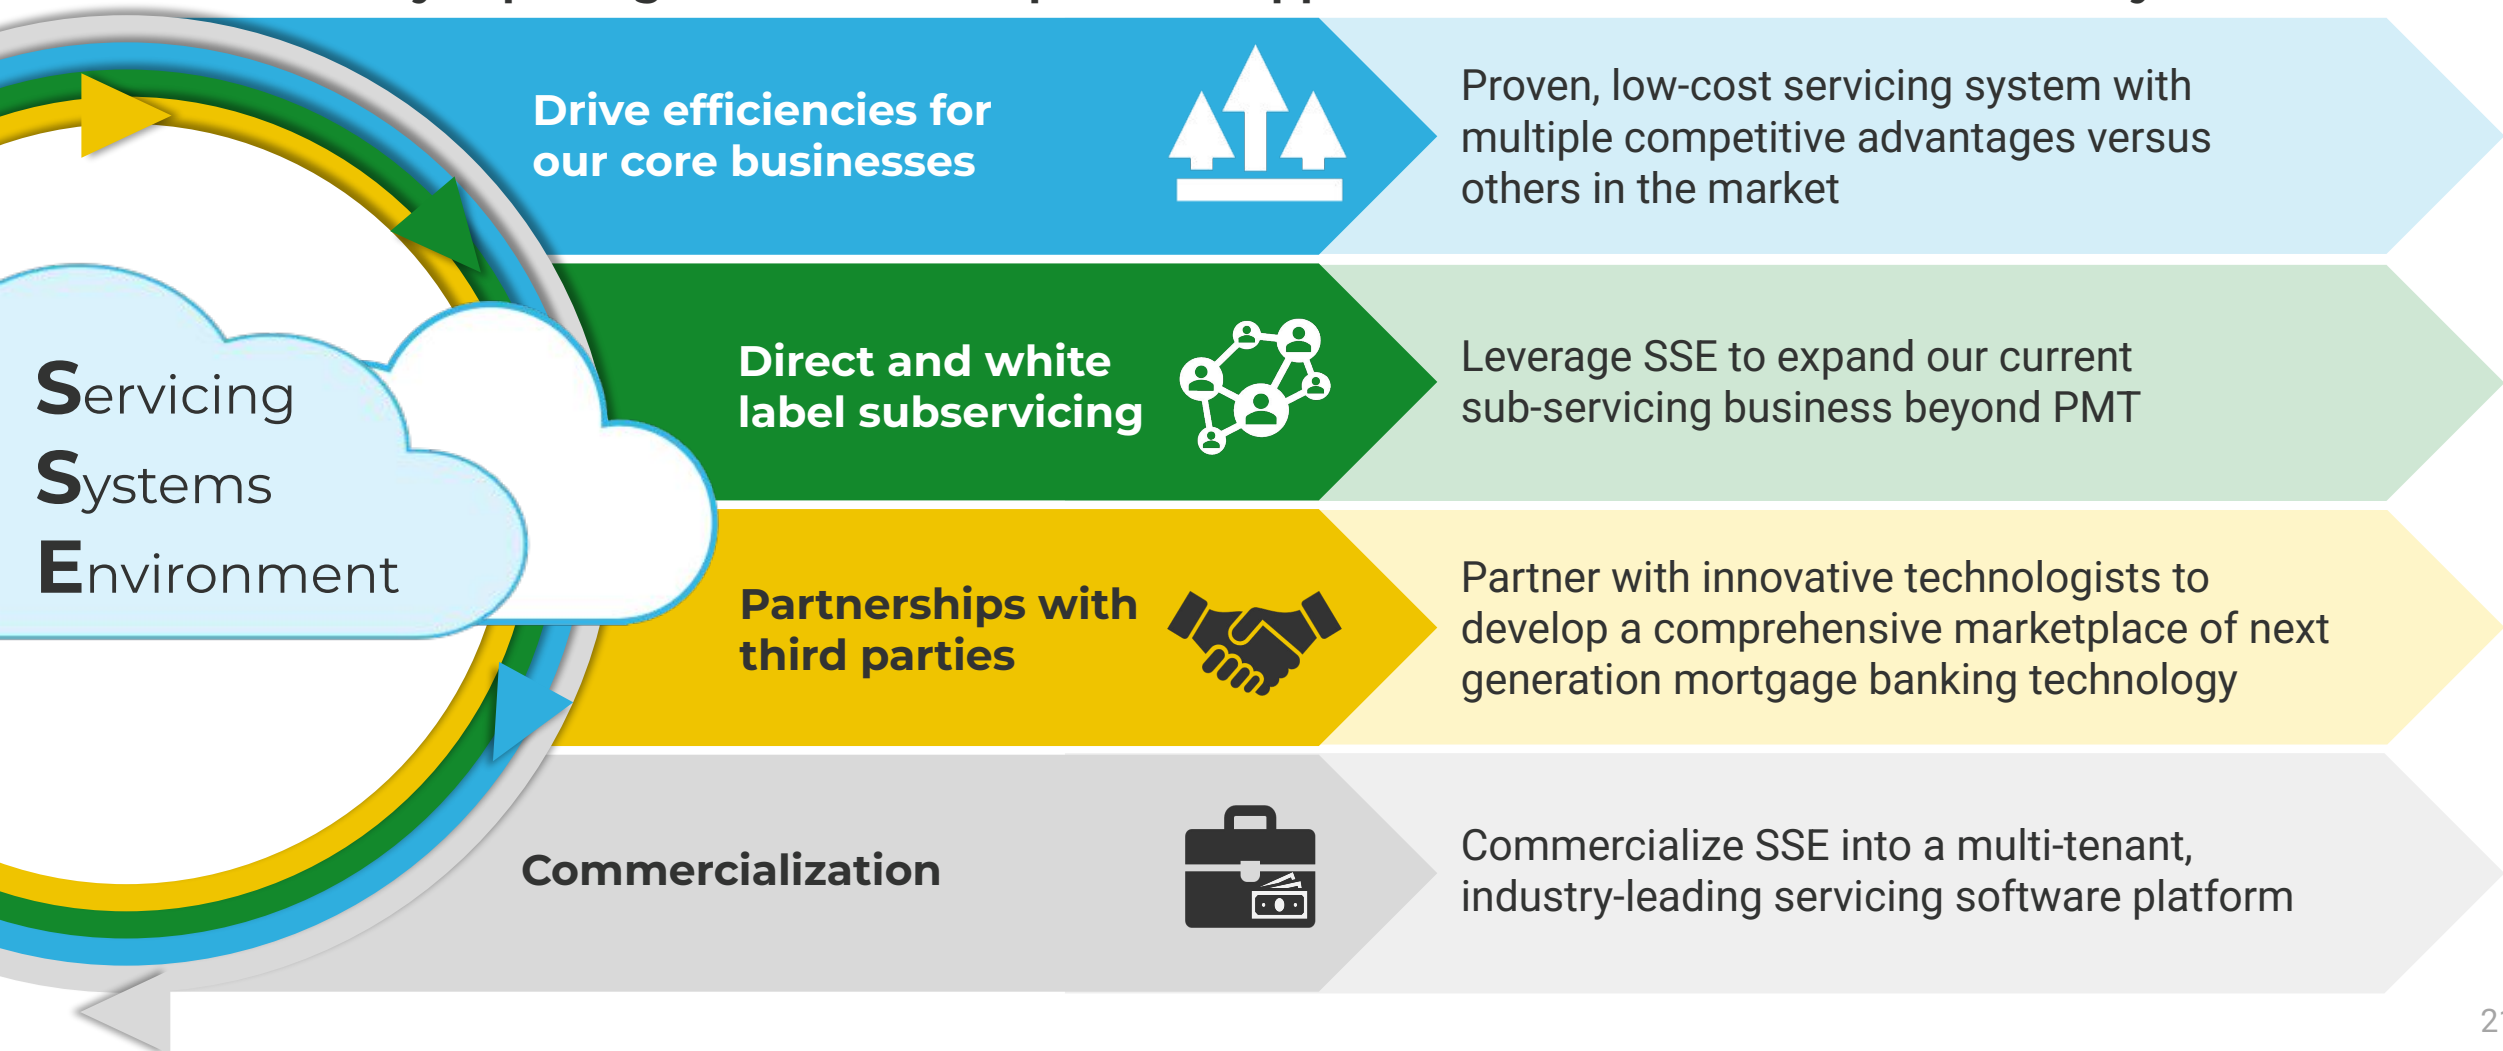 Servicing
Systems
Environment
Drive efficiencies for
our core businesses
Proven, low-cost servicing system with
multiple competitive advantages versus
others in the market
Direct and white
label subservicing
Leverage SSE to expand our current
sub-servicing business beyond PMT
Partnerships with
third parties
Partner with innovative technologists to
develop a comprehensive marketplace of next
generation mortgage banking technology
Commercialization
Commercialize SSE into a multi-tenant,
industry-leading servicing software platform